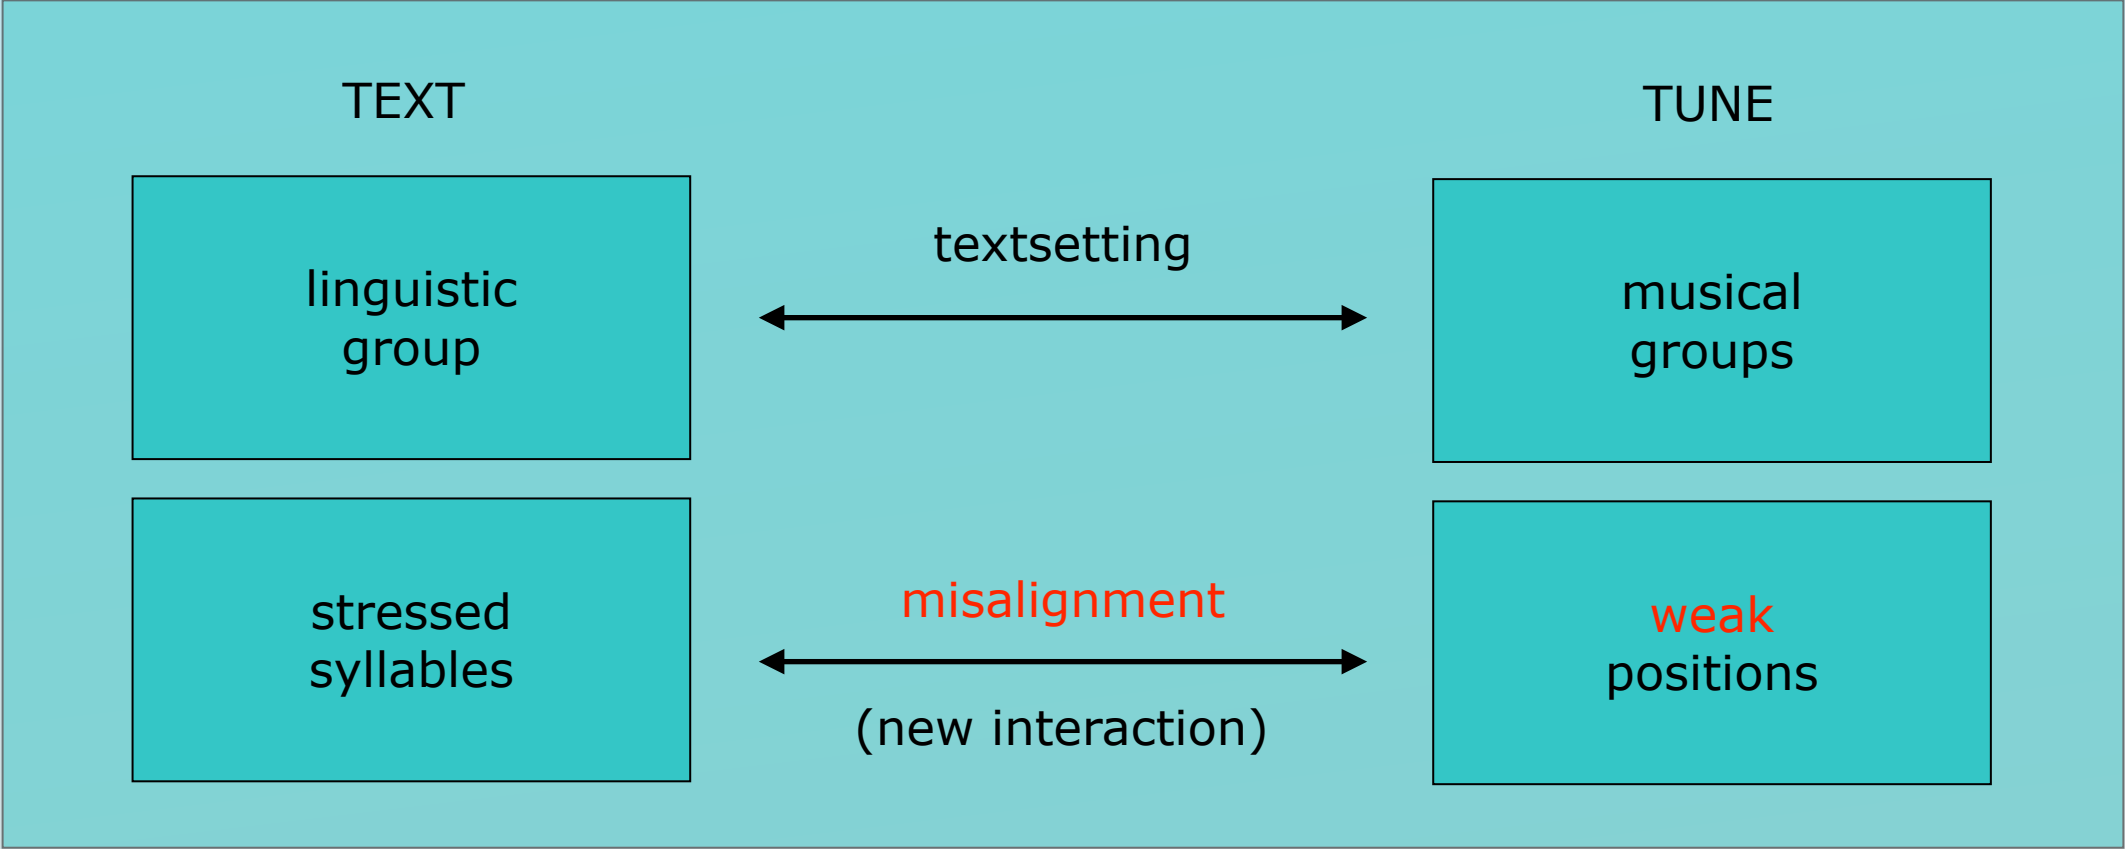 TEXT
TUNE
linguistic
group
textsetting
musical
groups
stressed
syllables
misalignment
(new interaction)
weak
positions